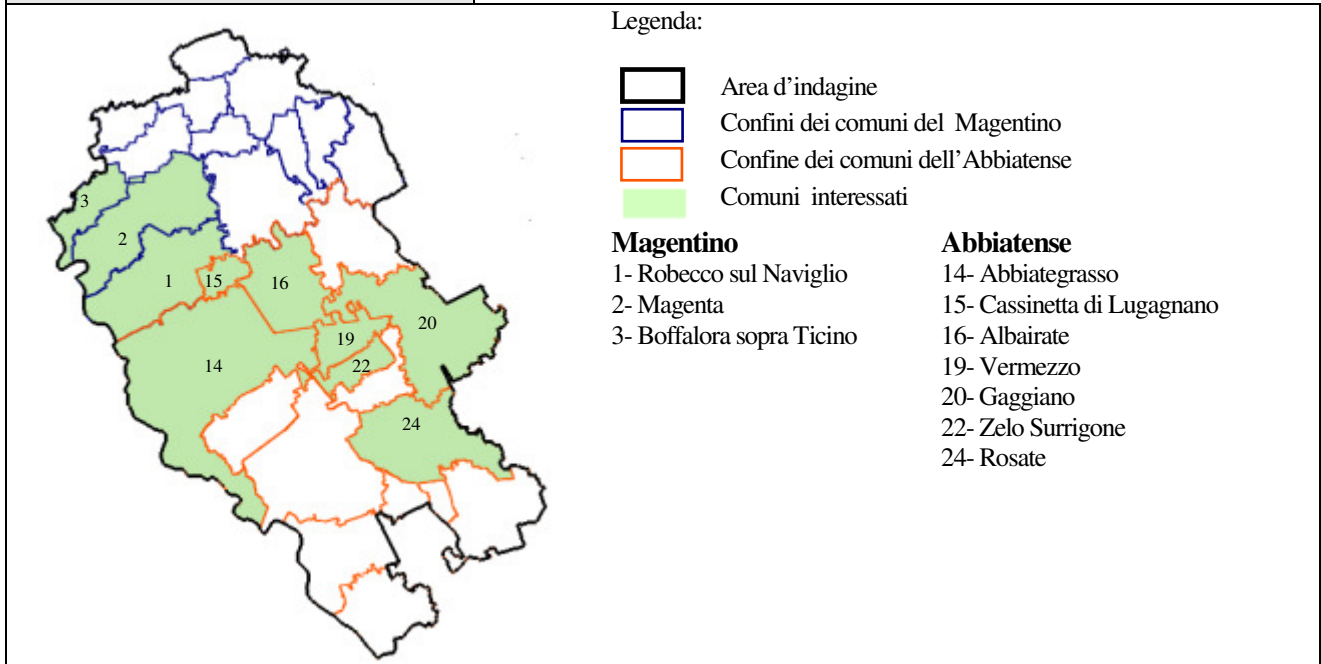 Legenda:
Area d'indagine
Confini dei comuni del Magentino
Confine dei comuni dell'Abbiatense
Comuni interessati
Magentino
1- Robecco sul Naviglio
2- Magenta
3- Boffalora sopra Ticino
Abbiatense
14- Abbiategrasso
15- Cassinetta di Lugagnano
16- Albairate
19- Vermezzo
20- Gaggiano
22- Zelo Surrigone
24- Rosate
3
2
1
15
16
20
19
14
22
24